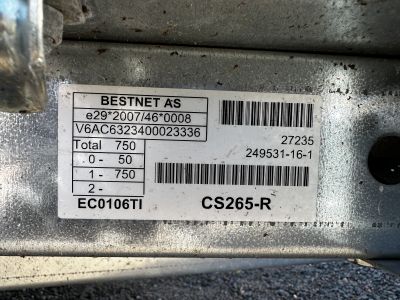 BESTNET AS
e29*2007/46*0008
V6AC6323400023336
Total 750
0 - 50
1 - 750
2 -
EC0106TI
27235
249531-16-1
CS265-R